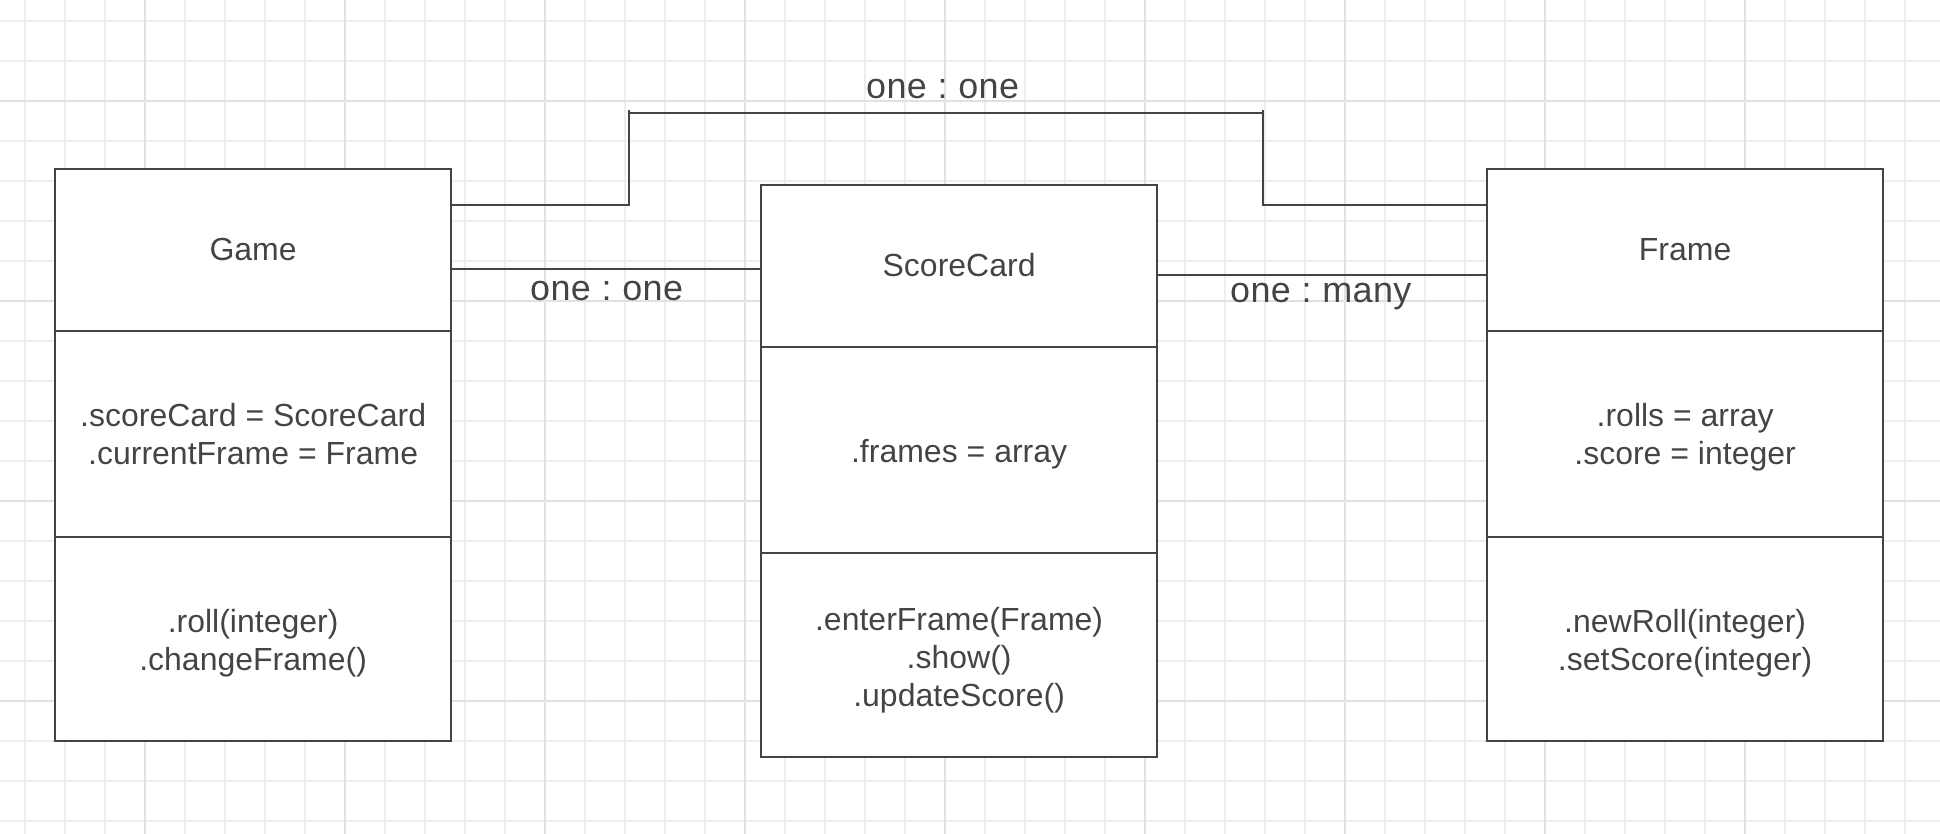 one : one
Game
.scoreCard = ScoreCard
.currentFrame = Frame
.roll(integer)
.changeFrame()
one : one
ScoreCard
.frames = array
.enterFrame(Frame)
.show()
.updateScore()
one : many
Frame
.rolls = array
.score = integer
.newRoll(integer)
.setScore(integer)